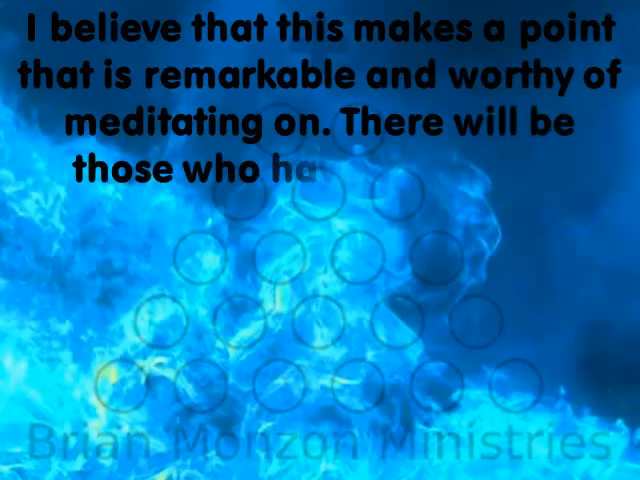 I believe that this makes a point
that is remarkable and worthy of
meditating on. There will be
those who ha
Brian Monzon Ministries